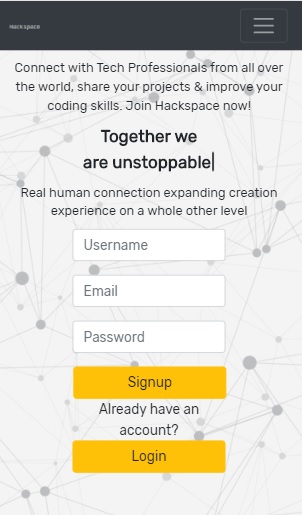 Hackspace
Connect with Tech Professionals from all over
the world, share your projects & improve your
coding skills. Join Hackspace now!
Together we
are unstoppable|
Real human connection expanding creation
experience on a whole other level
Username
Email
Password
Signup
Already have an
account?
Login